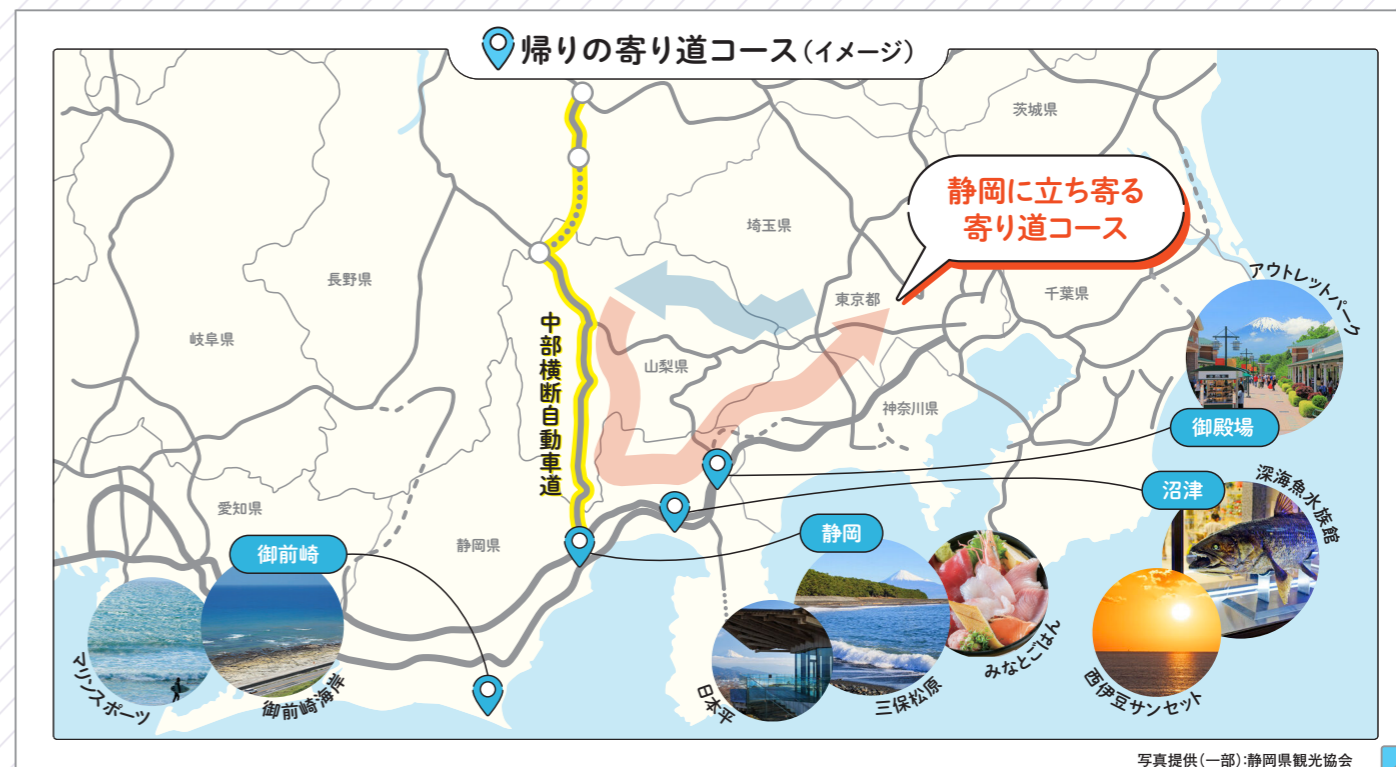 帰りの寄り道コース(イメージ)
茨城県
静岡に立ち寄る
寄り道コース
埼玉県
長野県
東京都
千葉県
アウトレットパーク
岐阜県
中部横断自動車道
山梨県
神奈川県
御殿場
沼津
深海魚水族館
愛知県
静岡県
御前崎
静岡
マリンスポーツ
御前崎海岸
日本平
三保松原
みなとごはん
西伊豆サンセット
写真提供(一部):静岡県観光協会